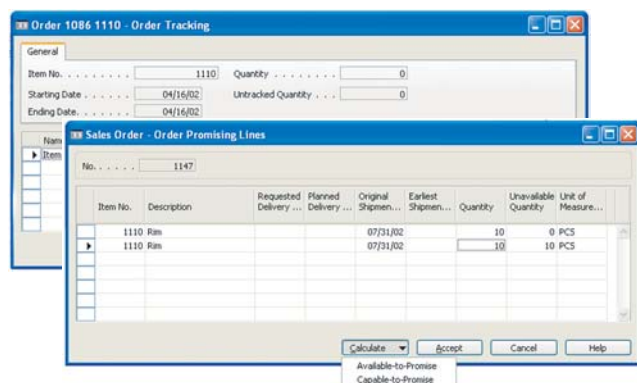 Order 1086 1110 - Order Tracking
General
Item No. . . . . . . . . 1110 Quantity . . . . . . . . 0
Starting Date . . . . . . 04/16/02 Untracked Quantity . . . 0
Ending Date. . . . . . . 04/16/02
Nam
Item
Sales Order - Order Promising Lines
No. . . . . . 1147
Item No. Description Requested Delivery ... Planned Delivery ... Original Shipmen... Earliest Shipmen... Quantity Unavailable Quantity Unit of Measure...
1110 Rim 07/31/02 10 0 PCS
1110 Rim 07/31/02 10 10 PCS
Calculate Accept Cancel Help
Available-to-Promise
Capable-to-Promise